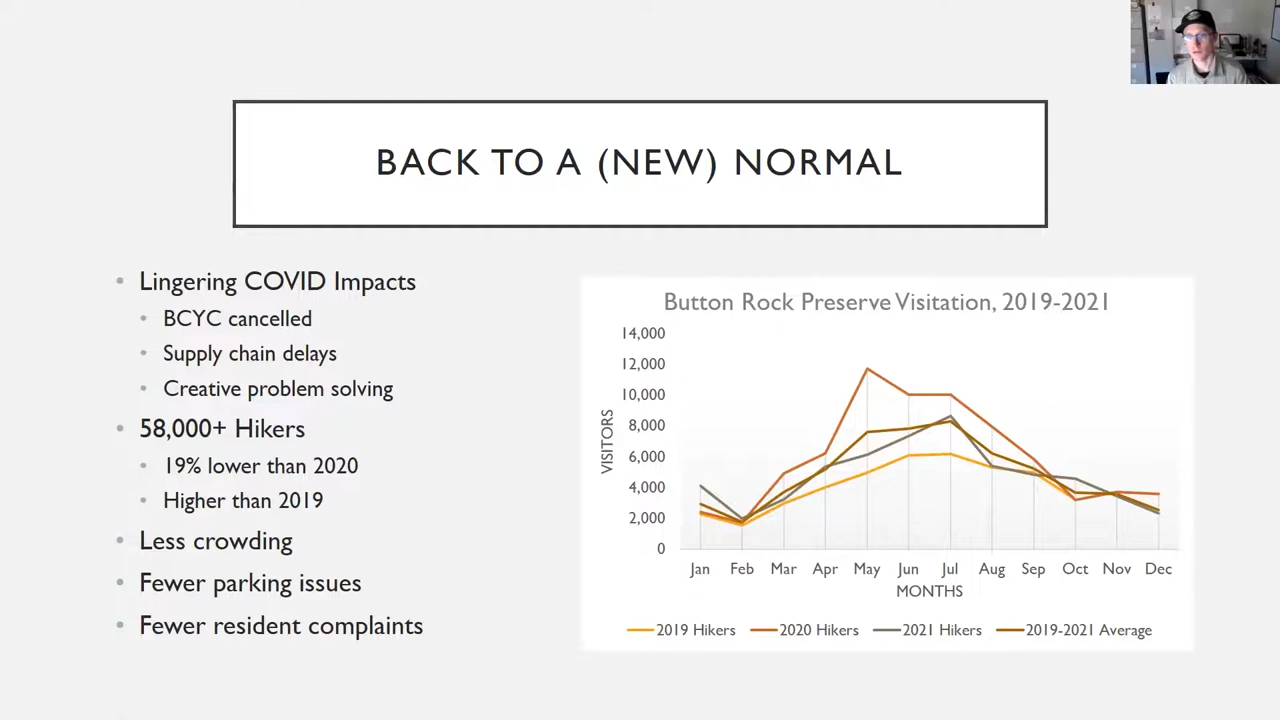 BACK TO A (NEW) NORMAL
• Lingering COVID Impacts
• BCYC cancelled
• Supply chain delays
• Creative problem solving
• 58,000+ Hikers
• 19% lower than 2020
• Higher than 2019
• Less crowding
• Fewer parking issues
• Fewer resident complaints
Button Rock Preserve Visitation, 2019-2021
14,000
12,000
10,000
8,000
6,000
4,000
2,000
0
VISITORS
Jan Feb Mar Apr May Jun Jul Aug Sep Oct Nov Dec
MONTHS
2019 Hikers 2020 Hikers 2021 Hikers 2019-2021 Average